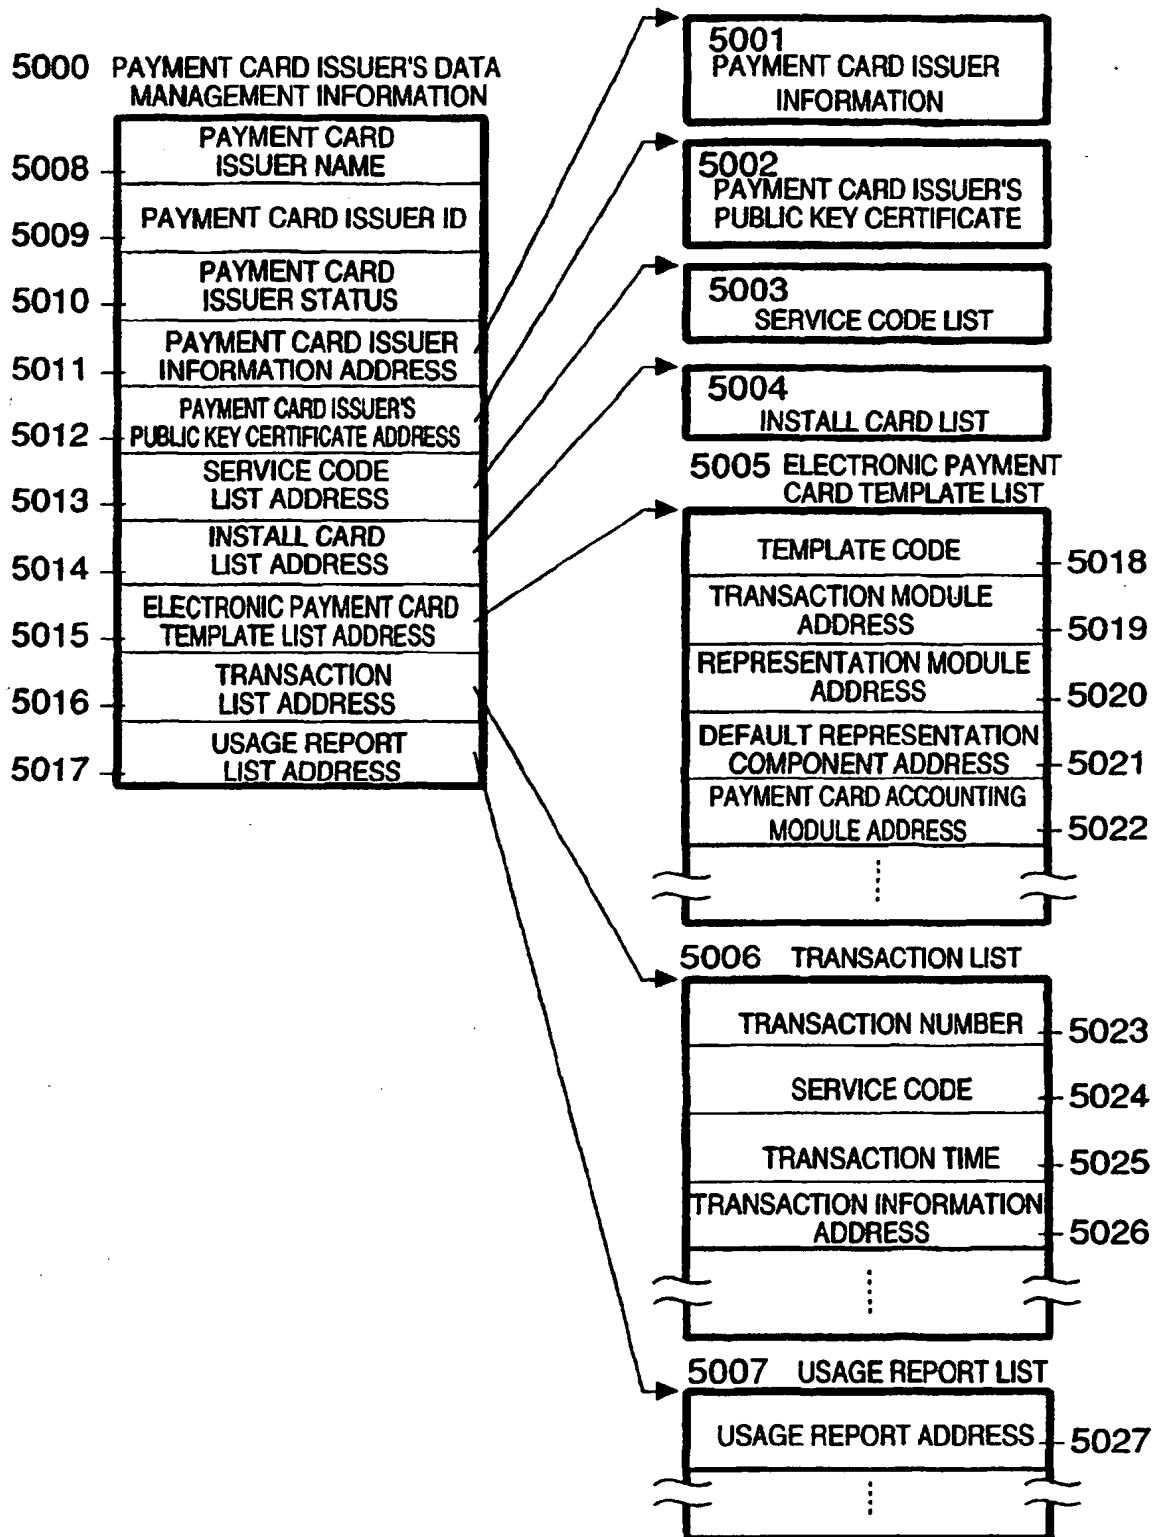 5000 PAYMENT CARD ISSUER'S DATA
MANAGEMENT INFORMATION
PAYMENT CARD
5008 ISSUER NAME
5009 PAYMENT CARD ISSUER ID
PAYMENT CARD
5010 ISSUER STATUS
PAYMENT CARD ISSUER
5011 INFORMATION ADDRESS
PAYMENT CARD ISSUER'S
5012 PUBLIC KEY CERTIFICATE ADDRESS
SERVICE CODE
5013 LIST ADDRESS
INSTALL CARD
5014 LIST ADDRESS
ELECTRONIC PAYMENT CARD
5015 TEMPLATE LIST ADDRESS
TRANSACTION
5016 LIST ADDRESS
USAGE REPORT
5017 LIST ADDRESS
5001
PAYMENT CARD ISSUER
INFORMATION
5002
PAYMENT CARD ISSUER'S
PUBLIC KEY CERTIFICATE
5003
SERVICE CODE LIST
5004
INSTALL CARD LIST
5005 ELECTRONIC PAYMENT
CARD TEMPLATE LIST
TEMPLATE CODE 5018
TRANSACTION MODULE
ADDRESS 5019
REPRESENTATION MODULE
ADDRESS 5020
DEFAULT REPRESENTATION
COMPONENT ADDRESS 5021
PAYMENT CARD ACCOUNTING
MODULE ADDRESS 5022
5006 TRANSACTION LIST
TRANSACTION NUMBER 5023
SERVICE CODE 5024
TRANSACTION TIME 5025
TRANSACTION INFORMATION
ADDRESS 5026
5007 USAGE REPORT LIST
USAGE REPORT ADDRESS 5027